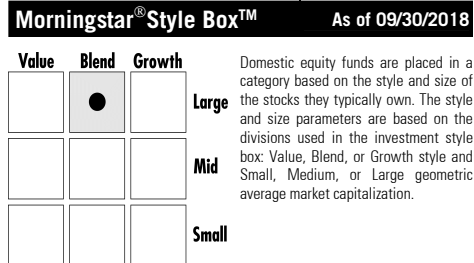 Morningstar®Style Box™ As of 09/30/2018
Value Blend Growth
Large
Mid
Small
Domestic equity funds are placed in a
category based on the style and size of
the stocks they typically own. The style
and size parameters are based on the
divisions used in the investment style
box: Value, Blend, or Growth style and
Small, Medium, or Large geometric
average market capitalization.